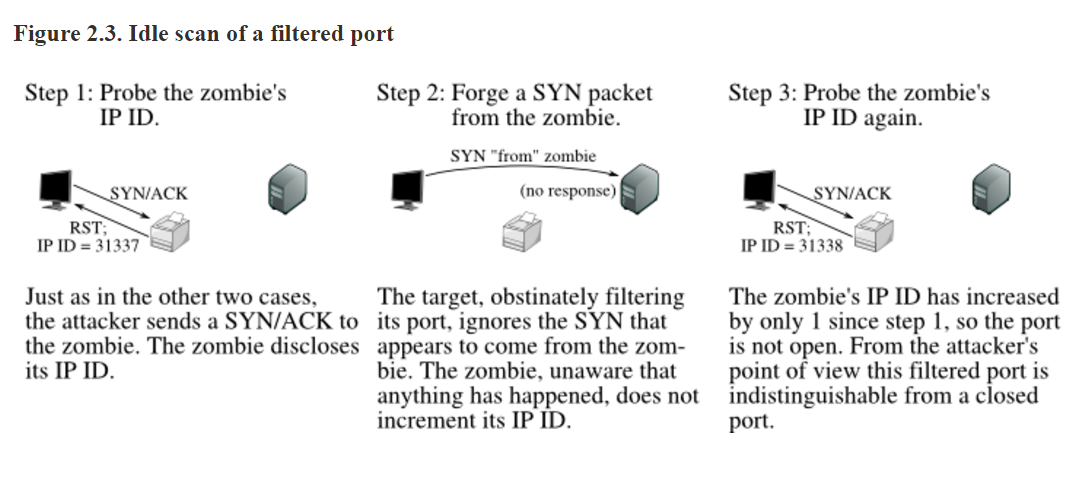 Figure 2.3. Idle scan of a filtered port
Step 1: Probe the zombie's
IP ID.
SYN/ACK
RST;
IP ID = 31337
Just as in the other two cases,
the attacker sends a SYN/ACK to
the zombie. The zombie discloses
its IP ID.
Step 2: Forge a SYN packet
from the zombie.
SYN "from" zombie
(no response)
The target, obstinately filtering
its port, ignores the SYN that
appears to come from the zom-
bie. The zombie, unaware that
anything has happened, does not
increment its IP ID.
Step 3: Probe the zombie's
IP ID again.
SYN/ACK
RST;
IP ID = 31338
The zombie's IP ID has increased
by only 1 since step 1, so the port
is not open. From the attacker's
point of view this filtered port is
indistinguishable from a closed
port.